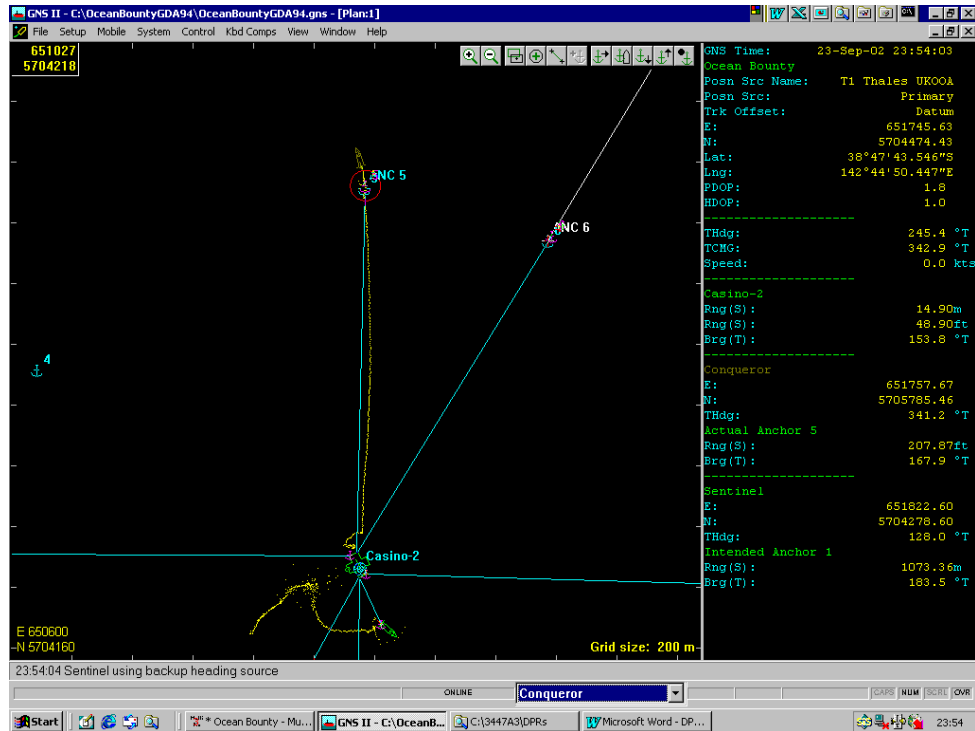 GNS II - C:\OceanBountyGDA94\OceanBountyGDA94.gns - [Plan:1]
File Setup Mobile System Control Kbd Comps View Window Help
651027
5704218
ANC 5
ANC 6
4
Casino-2
E 650600
N 5704160
Grid size: 200 m
GNS Time: 23-Sep-02 23:54:03
Ocean Bounty
Posn Src Name: T1 Thales UKOOA
Posn Src: Primary
Trk Offset: Datum
E: 651745.63
N: 5704474.43
Lat: 38°47'43.546"S
Lng: 142°44'50.447"E
PDOP: 1.8
HDOP: 1.0
--------------------
THdg: 245.4 °T
TCMG: 342.9 °T
Speed: 0.0 kts
--------------------
Casino-2
Rng(S): 14.90m
Rng(S): 48.90ft
Brg(T): 153.8 °T
--------------------
Conqueror
E: 651757.67
N: 5705785.46
THdg: 341.2 °T
Actual Anchor 5
Rng(S): 207.87ft
Brg(T): 167.9 °T
--------------------
Sentinel
E: 651822.60
N: 5704278.60
THdg: 128.0 °T
Intended Anchor 1
Rng(S): 1073.36m
Brg(T): 183.5 °T
23:54:04 Sentinel using backup heading source
ONLINE Conqueror CAPS NUM SCRL OVR
Start * Ocean Bounty - Mu... GNS II - C:\OceanB... C:\3447A3\DPRs Microsoft Word - DP... 23:54